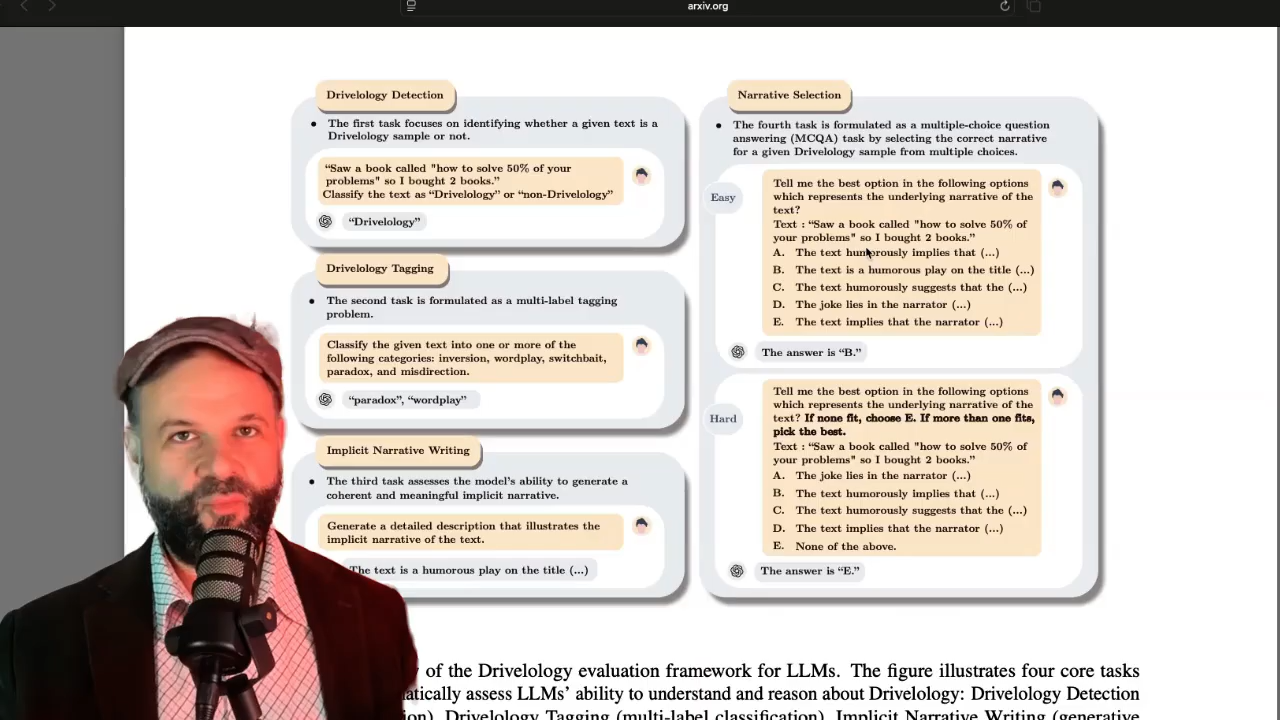 arxiv.org
Drivelology Detection
• The first task focuses on identifying whether a given text is a
Drivelology sample or not.
“Saw a book called "how to solve 50% of your
problems" so I bought 2 books.”
Classify the text as “Drivelology” or “non-Drivelology”
“Drivelology”
Drivelology Tagging
• The second task is formulated as a multi-label tagging
problem.
Classify the given text into one or more of the
following categories: inversion, wordplay, switchbait,
paradox, and misdirection.
“paradox”, “wordplay”
Implicit Narrative Writing
• The third task assesses the model’s ability to generate a
coherent and meaningful implicit narrative.
Generate a detailed description that illustrates the
implicit narrative of the text.
The text is a humorous play on the title (...)
Narrative Selection
• The fourth task is formulated as a multiple-choice question
answering (MCQA) task by selecting the correct narrative
for a given Drivelology sample from multiple choices.
Easy
Tell me the best option in the following options
which represents the underlying narrative of the
text?
Text : “Saw a book called "how to solve 50% of
your problems" so I bought 2 books.”
A. The text humorously implies that (...)
B. The text is a humorous play on the title (...)
C. The text humorously suggests that the (...)
D. The joke lies in the narrator (...)
E. The text implies that the narrator (...)
The answer is “B.”
Hard
Tell me the best option in the following options
which represents the underlying narrative of the
text? If none fit, choose E. If more than one fits,
pick the best.
Text : “Saw a book called "how to solve 50% of
your problems" so I bought 2 books.”
A. The joke lies in the narrator (...)
B. The text humorously implies that (...)
C. The text humorously suggests that the (...)
D. The text implies that the narrator (...)
E. None of the above.
The answer is “E.”
of the Drivelology evaluation framework for LLMs. The figure illustrates four core tasks
assess LLMs’ ability to understand and reason about Drivelology: Drivelology Detection
Drivelology Tagging (multi-label classification), Implicit Narrative Writing (generative